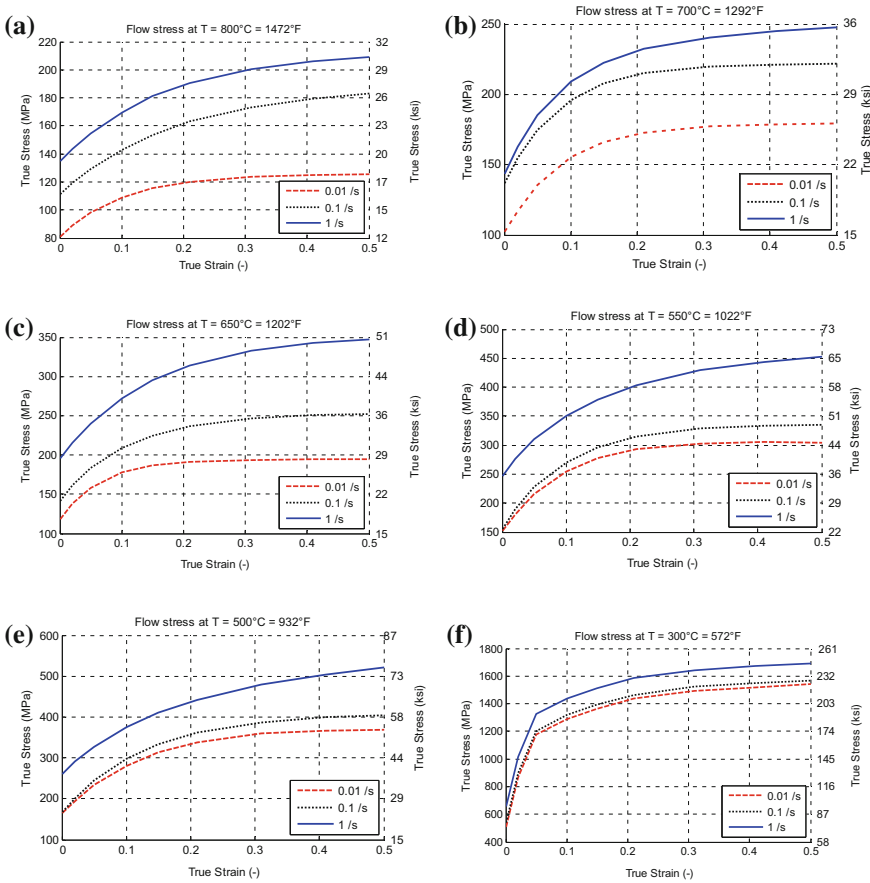 (a)
Flow stress at T = 800°C = 1472°F
220
200
180
160
140
120
100
80
True Stress (MPa)
32
29
26
23
20
17
15
12
True Stress (ksi)
0.01 /s
0.1 /s
1 /s
0 0.1 0.2 0.3 0.4 0.5
True Strain (-)
(b)
Flow stress at T = 700°C = 1292°F
250
200
150
100
True Stress (MPa)
36
29
22
15
True Stress (ksi)
0.01 /s
0.1 /s
1 /s
0 0.1 0.2 0.3 0.4 0.5
True Strain (-)
(c)
Flow stress at T = 650°C = 1202°F
350
300
250
200
150
100
True Stress (MPa)
51
44
36
29
22
15
True Stress (ksi)
0.01 /s
0.1 /s
1 /s
0 0.1 0.2 0.3 0.4 0.5
True Strain (-)
(d)
Flow stress at T = 550°C = 1022°F
500
450
400
350
300
250
200
150
True Stress (MPa)
73
65
58
51
44
36
29
22
True Stress (ksi)
0.01 /s
0.1 /s
1 /s
0 0.1 0.2 0.3 0.4 0.5
True Strain (-)
(e)
Flow stress at T = 500°C = 932°F
600
500
400
300
200
100
True Stress (MPa)
87
73
58
44
29
15
True Stress (ksi)
0.01 /s
0.1 /s
1 /s
0 0.1 0.2 0.3 0.4 0.5
True Strain (-)
(f)
Flow stress at T = 300°C = 572°F
1800
1600
1400
1200
1000
800
600
400
True Stress (MPa)
261
232
203
174
145
116
87
58
True Stress (ksi)
0.01 /s
0.1 /s
1 /s
0 0.1 0.2 0.3 0.4 0.5
True Strain (-)